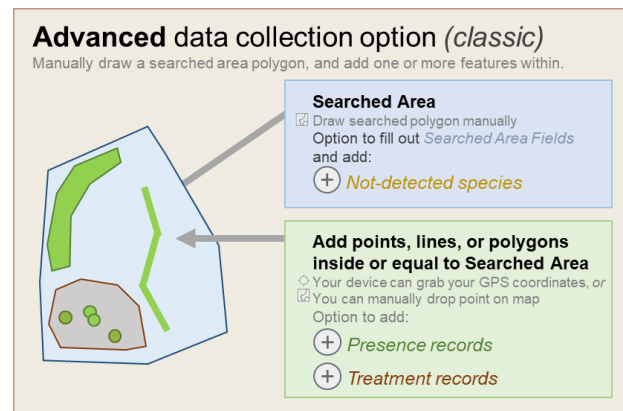 Advanced data collection option (classic)
Manually draw a searched area polygon, and add one or more features within.
Searched Area
Draw searched polygon manually
Option to fill out Searched Area Fields
and add:
Not-detected species
Add points, lines, or polygons
inside or equal to Searched Area
Your device can grab your GPS coordinates, or
You can manually drop point on map
Option to add:
Presence records
Treatment records